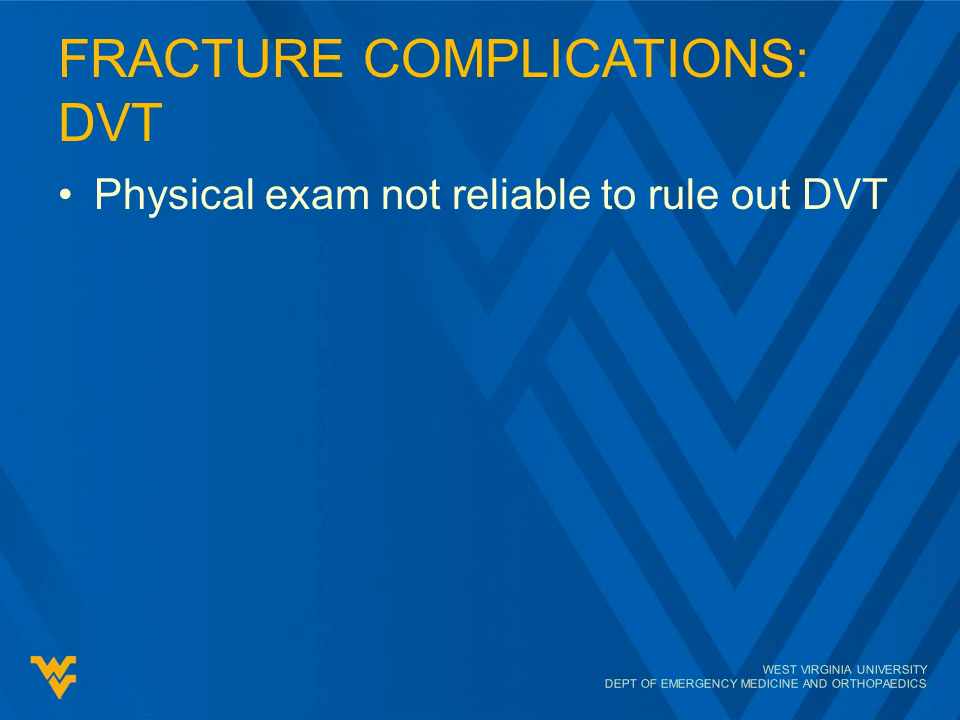 FRACTURE COMPLICATIONS:
DVT
• Physical exam not reliable to rule out DVT
WEST VIRGINIA UNIVERSITY
DEPT OF EMERGENCY MEDICINE AND ORTHOPAEDICS